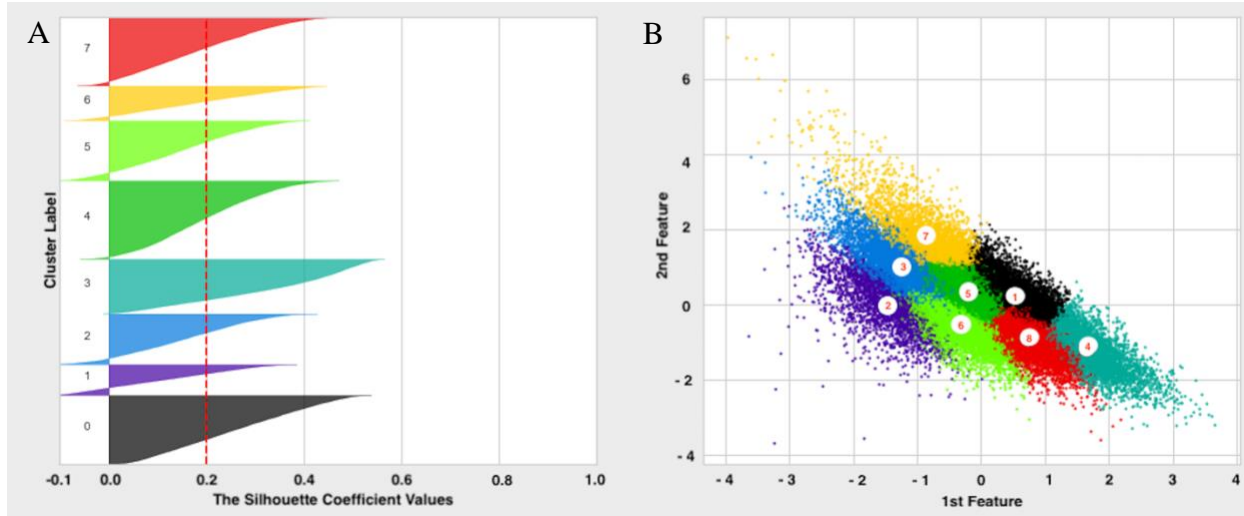 A
7
6
5
4
3
2
1
0
Cluster Label
-0.1 0.0 0.2 0.4 0.6 0.8 1.0
The Silhouette Coefficient Values
B
6
4
2
0
- 2
- 4
2nd Feature
7
3
5
1
2
6
8
4
- 4 - 3 - 2 - 1 0 1 2 3 4
1st Feature